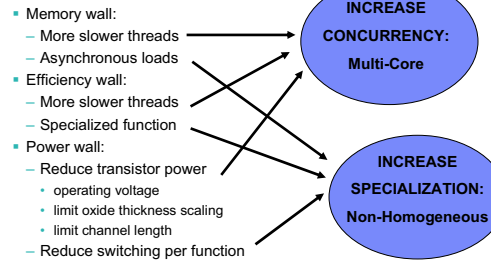 ▪ Memory wall:
– More slower threads
– Asynchronous loads
▪ Efficiency wall:
– More slower threads
– Specialized function
▪ Power wall:
– Reduce transistor power
• operating voltage
• limit oxide thickness scaling
• limit channel length
– Reduce switching per function
INCREASE
CONCURRENCY:
Multi-Core
INCREASE
SPECIALIZATION:
Non-Homogeneous